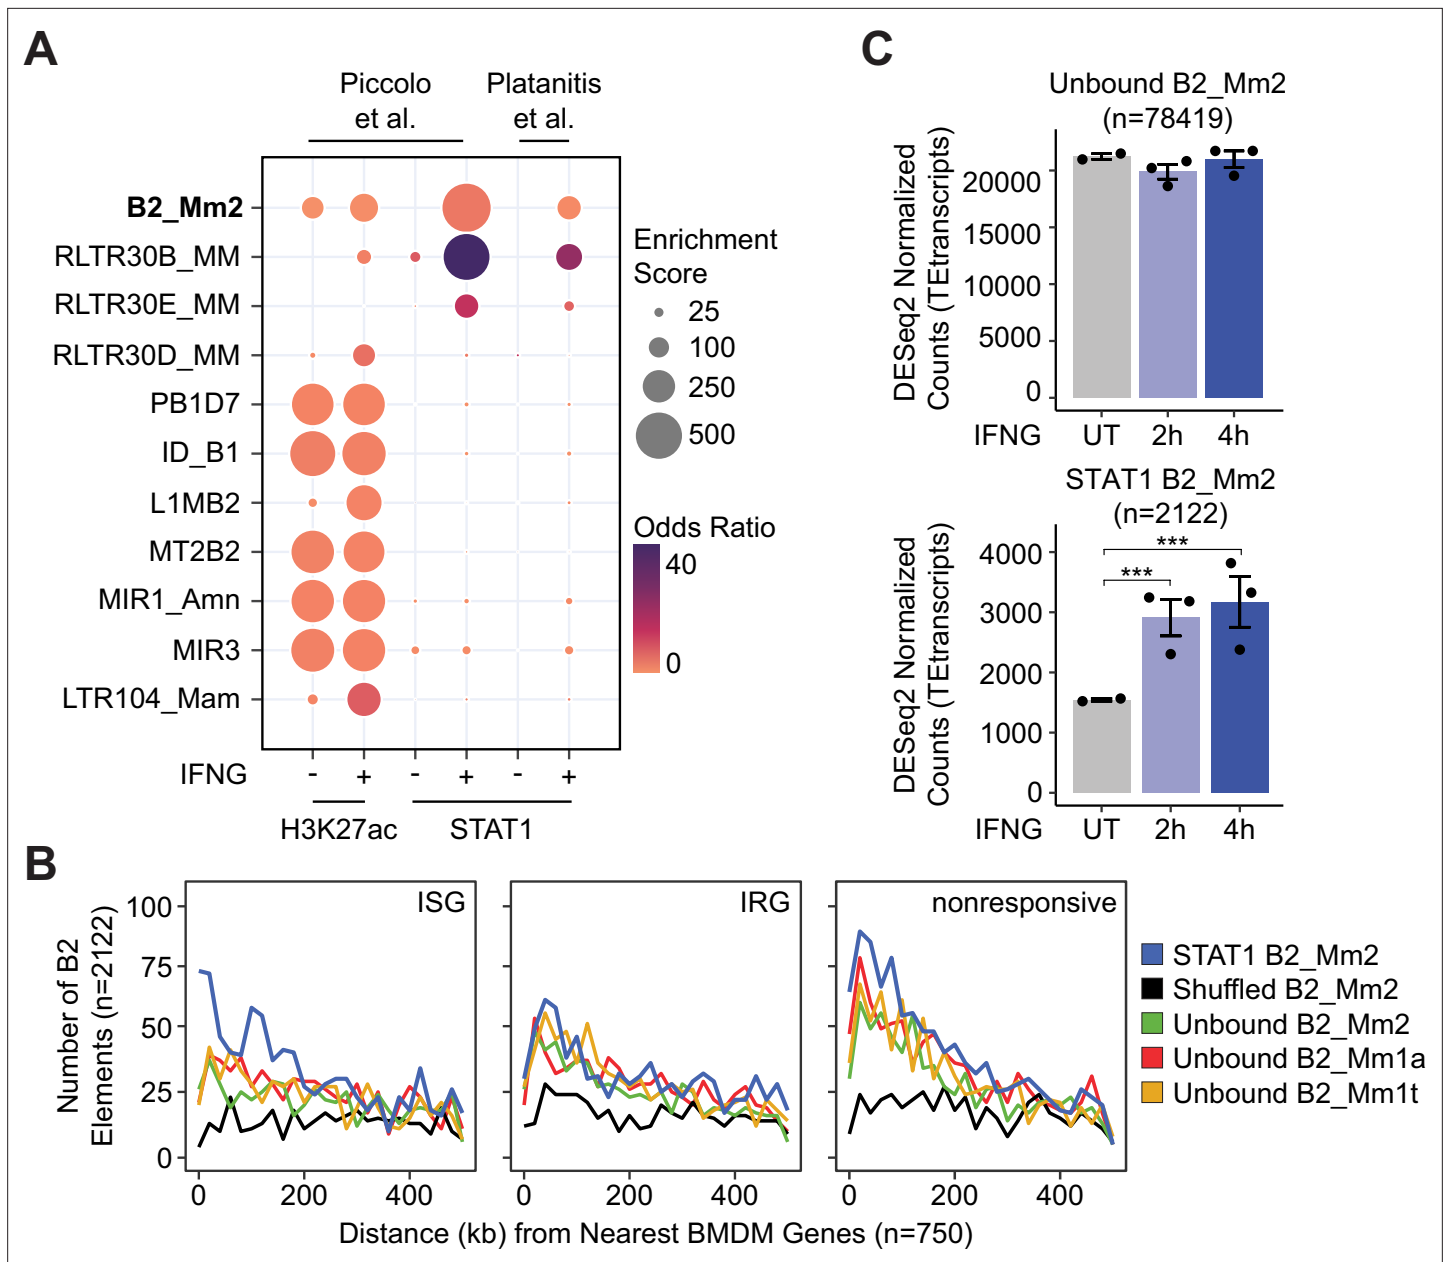 A
Piccolo
et al.
Platanitis
et al.
B2_Mm2
RLTR30B_MM
RLTR30E_MM
RLTR30D_MM
PB1D7
ID_B1
L1MB2
MT2B2
MIR1_Amn
MIR3
LTR104_Mam
IFNG - + - + - +
H3K27ac STAT1
Enrichment
Score
25
100
250
500
Odds Ratio
40
0
C
Unbound B2_Mm2
(n=78419)
DESeq2 Normalized
Counts (TEtranscripts)
20000
15000
10000
5000
0
IFNG UT 2h 4h
STAT1 B2_Mm2
(n=2122)
DESeq2 Normalized
Counts (TEtranscripts)
***
***
4000
3000
2000
1000
0
IFNG UT 2h 4h
B
Number of B2
Elements (n=2122)
100
75
50
25
0
ISG
IRG
nonresponsive
0 200 400
0 200 400
0 200 400
Distance (kb) from Nearest BMDM Genes (n=750)
STAT1 B2_Mm2
Shuffled B2_Mm2
Unbound B2_Mm2
Unbound B2_Mm1a
Unbound B2_Mm1t